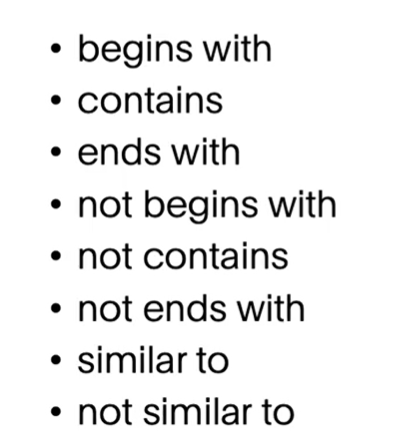 • begins with
• contains
• ends with
• not begins with
• not contains
• not ends with
• similar to
• not similar to